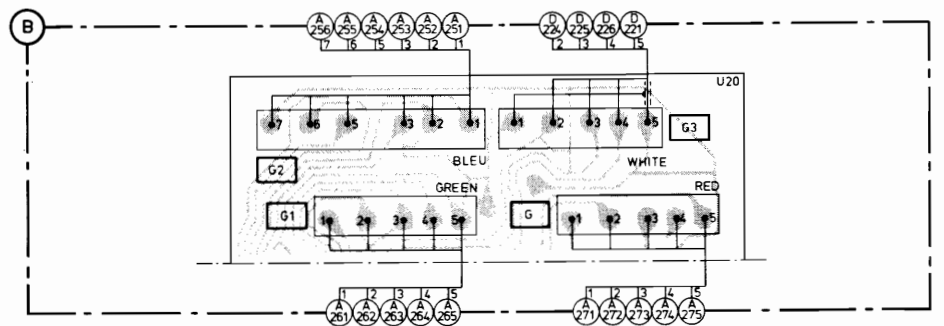 B
A 256 A 255 A 254 A 253 A 252 A 251 D 224 D 225 D 226 D 221
7 6 5 3 2 1 2 3 4 5
U20
7 6 5 3 2 1 1 2 3 4 5
G3
BLEU WHITE
G2
GREEN RED
G1 1 2 3 4 5 G 1 2 3 4 5
1 2 3 4 5 1 2 3 4 5
A 261 A 262 A 263 A 264 A 265 A 271 A 272 A 273 A 274 A 275